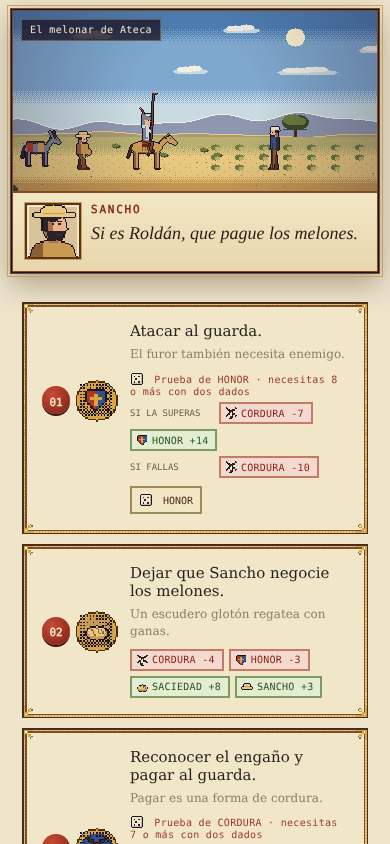 El melonar de Ateca
SANCHO
Si es Roldán, que pague los melones.
Atacar al guarda.
El furor también necesita enemigo.
Prueba de HONOR · necesitas 8
o más con dos dados
01
SI LA SUPERAS CORDURA -7
HONOR +14
SI FALLAS CORDURA -10
HONOR
Dejar que Sancho negocie
los melones.
Un escudero glotón regatea con
ganas.
02
CORDURA -4 HONOR -3
SACIEDAD +8 SANCHO +3
Reconocer el engaño y
pagar al guarda.
Pagar es una forma de cordura.
Prueba de CORDURA · necesitas
7 o más con dos dados